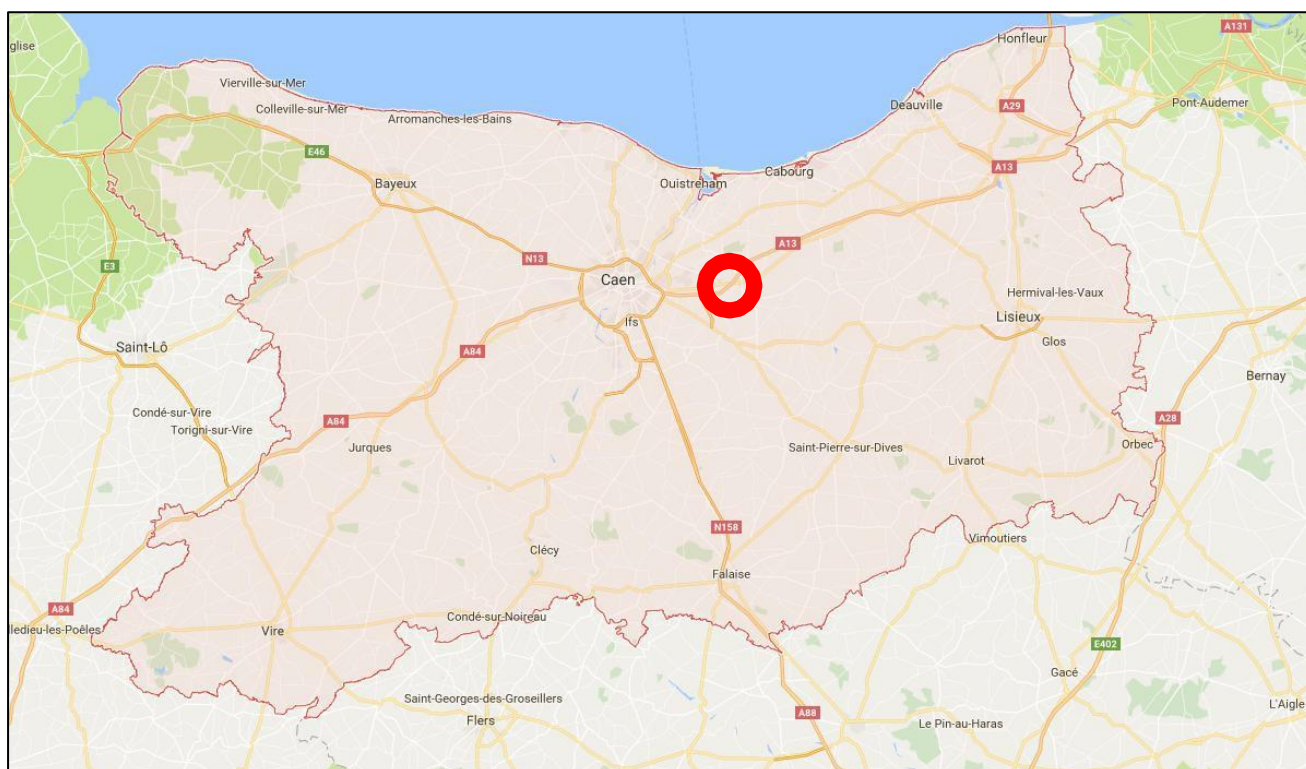 glise
Honfleur
A131
Vierville-sur-Mer
Colleville-sur-Mer
Arromanches-les-Bains
Deauville
A29
Pont-Audemer
E46
Bayeux
Ouistreham
Cabourg
A13
N13
A13
E3
Caen
Hermival-les-Vaux
Ifs
Lisieux
Saint-Lô
A84
Glos
Bernay
Condé-sur-Vire
Torigni-sur-Vire
A84
A28
Jurques
Saint-Pierre-sur-Dives
Orbec
Livarot
N158
Vimoutiers
Clécy
Falaise
A84
Condé-sur-Noireau
lledieu-les-Poêles
Vire
E402
Gacé
Saint-Georges-des-Groseillers
L'Aigle
Flers
A88
Le Pin-au-Haras